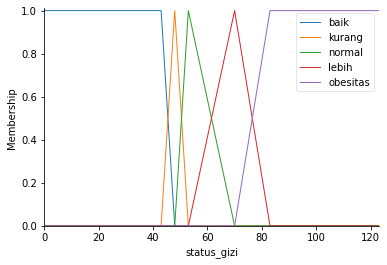 1.0
0.8
0.6
0.4
0.2
0.0
Membership
0 20 40 60 80 100 120
status_gizi
baik
kurang
normal
lebih
obesitas